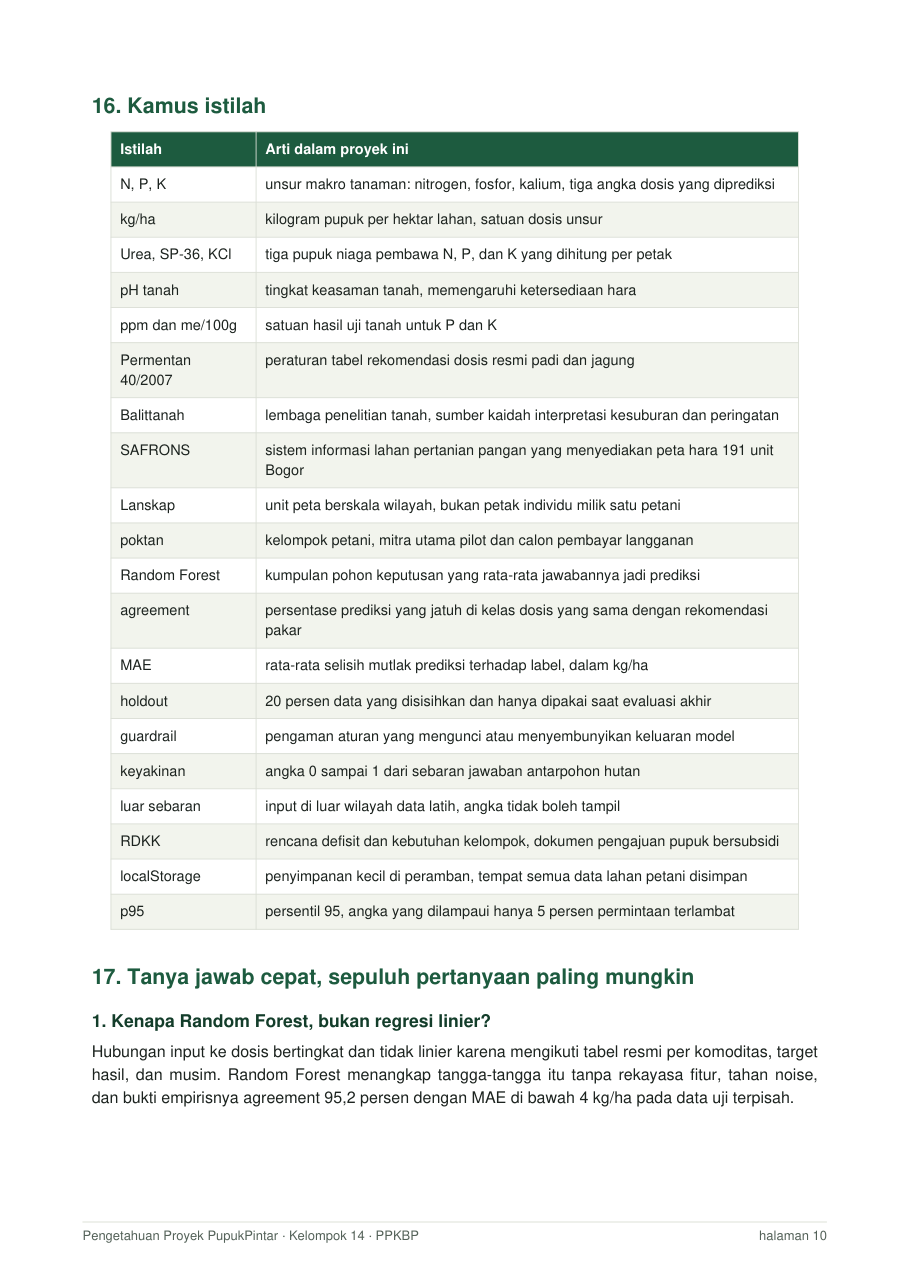 16. Kamus istilah
Istilah Arti dalam proyek ini
N, P, K unsur makro tanaman: nitrogen, fosfor, kalium, tiga angka dosis yang diprediksi
kg/ha kilogram pupuk per hektar lahan, satuan dosis unsur
Urea, SP-36, KCl tiga pupuk niaga pembawa N, P, dan K yang dihitung per petak
pH tanah tingkat keasaman tanah, memengaruhi ketersediaan hara
ppm dan me/100g satuan hasil uji tanah untuk P dan K
Permentan peraturan tabel rekomendasi dosis resmi padi dan jagung
40/2007
Balittanah lembaga penelitian tanah, sumber kaidah interpretasi kesuburan dan peringatan
SAFRONS sistem informasi lahan pertanian pangan yang menyediakan peta hara 191 unit
Bogor
Lanskap unit peta berskala wilayah, bukan petak individu milik satu petani
poktan kelompok petani, mitra utama pilot dan calon pembayar langganan
Random Forest kumpulan pohon keputusan yang rata-rata jawabannya jadi prediksi
agreement persentase prediksi yang jatuh di kelas dosis yang sama dengan rekomendasi
pakar
MAE rata-rata selisih mutlak prediksi terhadap label, dalam kg/ha
holdout 20 persen data yang disisihkan dan hanya dipakai saat evaluasi akhir
guardrail pengaman aturan yang mengunci atau menyembunyikan keluaran model
keyakinan angka 0 sampai 1 dari sebaran jawaban antarpohon hutan
luar sebaran input di luar wilayah data latih, angka tidak boleh tampil
RDKK rencana defisit dan kebutuhan kelompok, dokumen pengajuan pupuk bersubsidi
localStorage penyimpanan kecil di peramban, tempat semua data lahan petani disimpan
p95 persentil 95, angka yang dilampaui hanya 5 persen permintaan terlambat
17. Tanya jawab cepat, sepuluh pertanyaan paling mungkin
1. Kenapa Random Forest, bukan regresi linier?
Hubungan input ke dosis bertingkat dan tidak linier karena mengikuti tabel resmi per komoditas, target
hasil, dan musim. Random Forest menangkap tangga-tangga itu tanpa rekayasa fitur, tahan noise,
dan bukti empirisnya agreement 95,2 persen dengan MAE di bawah 4 kg/ha pada data uji terpisah.
Pengetahuan Proyek PupukPintar · Kelompok 14 · PPKBP halaman 10